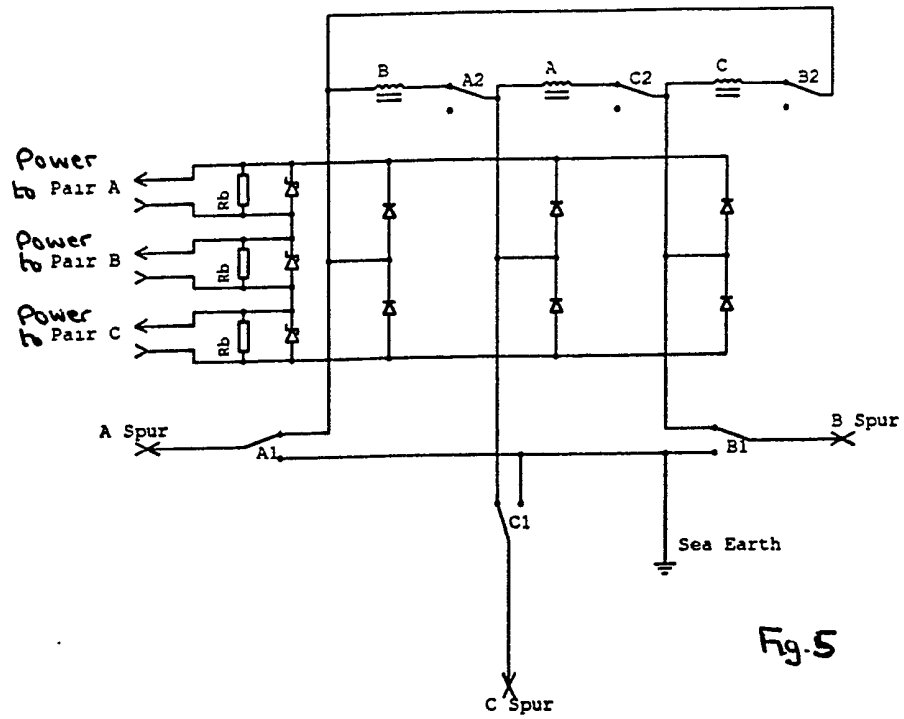 B A2 A C2 C B2
Power
to Pair A
Rb
Power
to Pair B
Rb
Power
to Pair C
Rb
A Spur
A1
B Spur
B1
C1
Sea Earth
Fig.5
C Spur